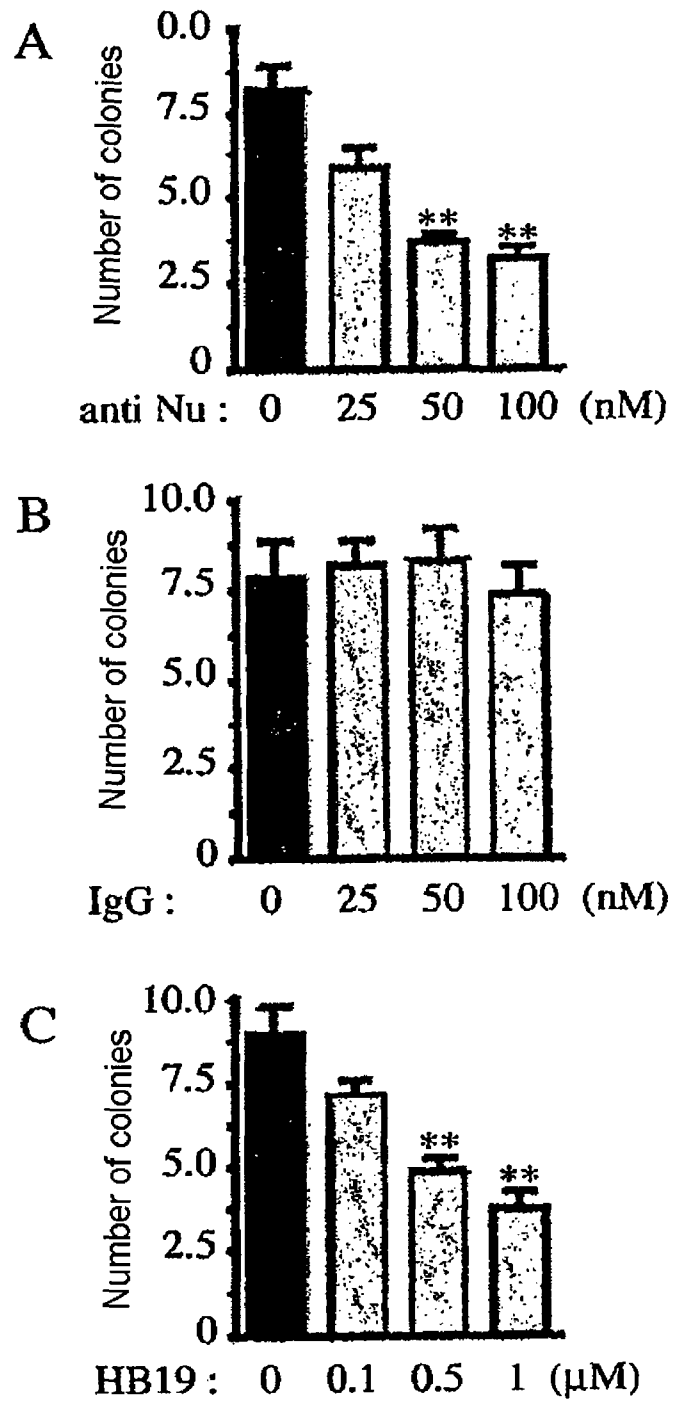 A
Number of colonies
0.0
7.5
5.0
2.5
0
** **
anti Nu : 0 25 50 100 (nM)
B
Number of colonies
10.0
7.5
5.0
2.5
0
IgG : 0 25 50 100 (nM)
C
Number of colonies
10.0
7.5
5.0
2.5
0
** **
HB19 : 0 0.1 0.5 1 (μM)